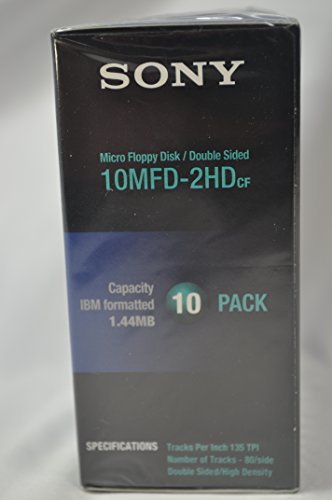 SONY
Micro Floppy Disk / Double Sided
10MFD-2HDCF
Capacity
IBM formatted
1.44MB
10 PACK
SPECIFICATIONS
Tracks Per Inch 135 TPI
Number of Tracks - 80/side
Double Sided/High Density